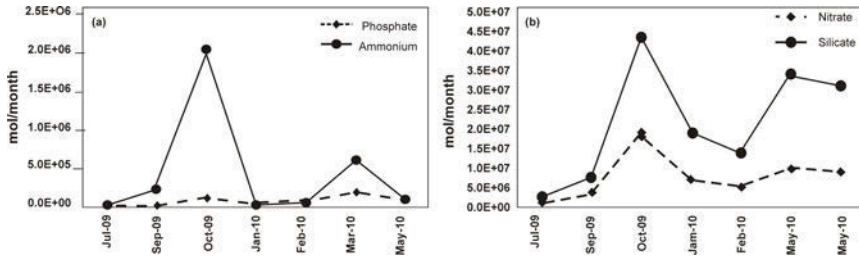 (a)
Phosphate
Ammonium
mol/month
2.5E+06
2.0E+06
1.0E+06
5.0E+05
0.0E+00
Jul-09
Sep-09
Oct-09
Jan-10
Feb-10
Mar-10
May-10
(b)
Nitrate
Silicate
mol/month
5.0E+07
4.5E+07
4.0E+07
3.5E+07
3.0E+07
2.5E+07
2.0E+07
1.5E+07
1.0E+07
5.0E+06
0.0E+00
Jul-09
Sep-09
Oct-09
Jam-10
Feb-10
May-10
May-10